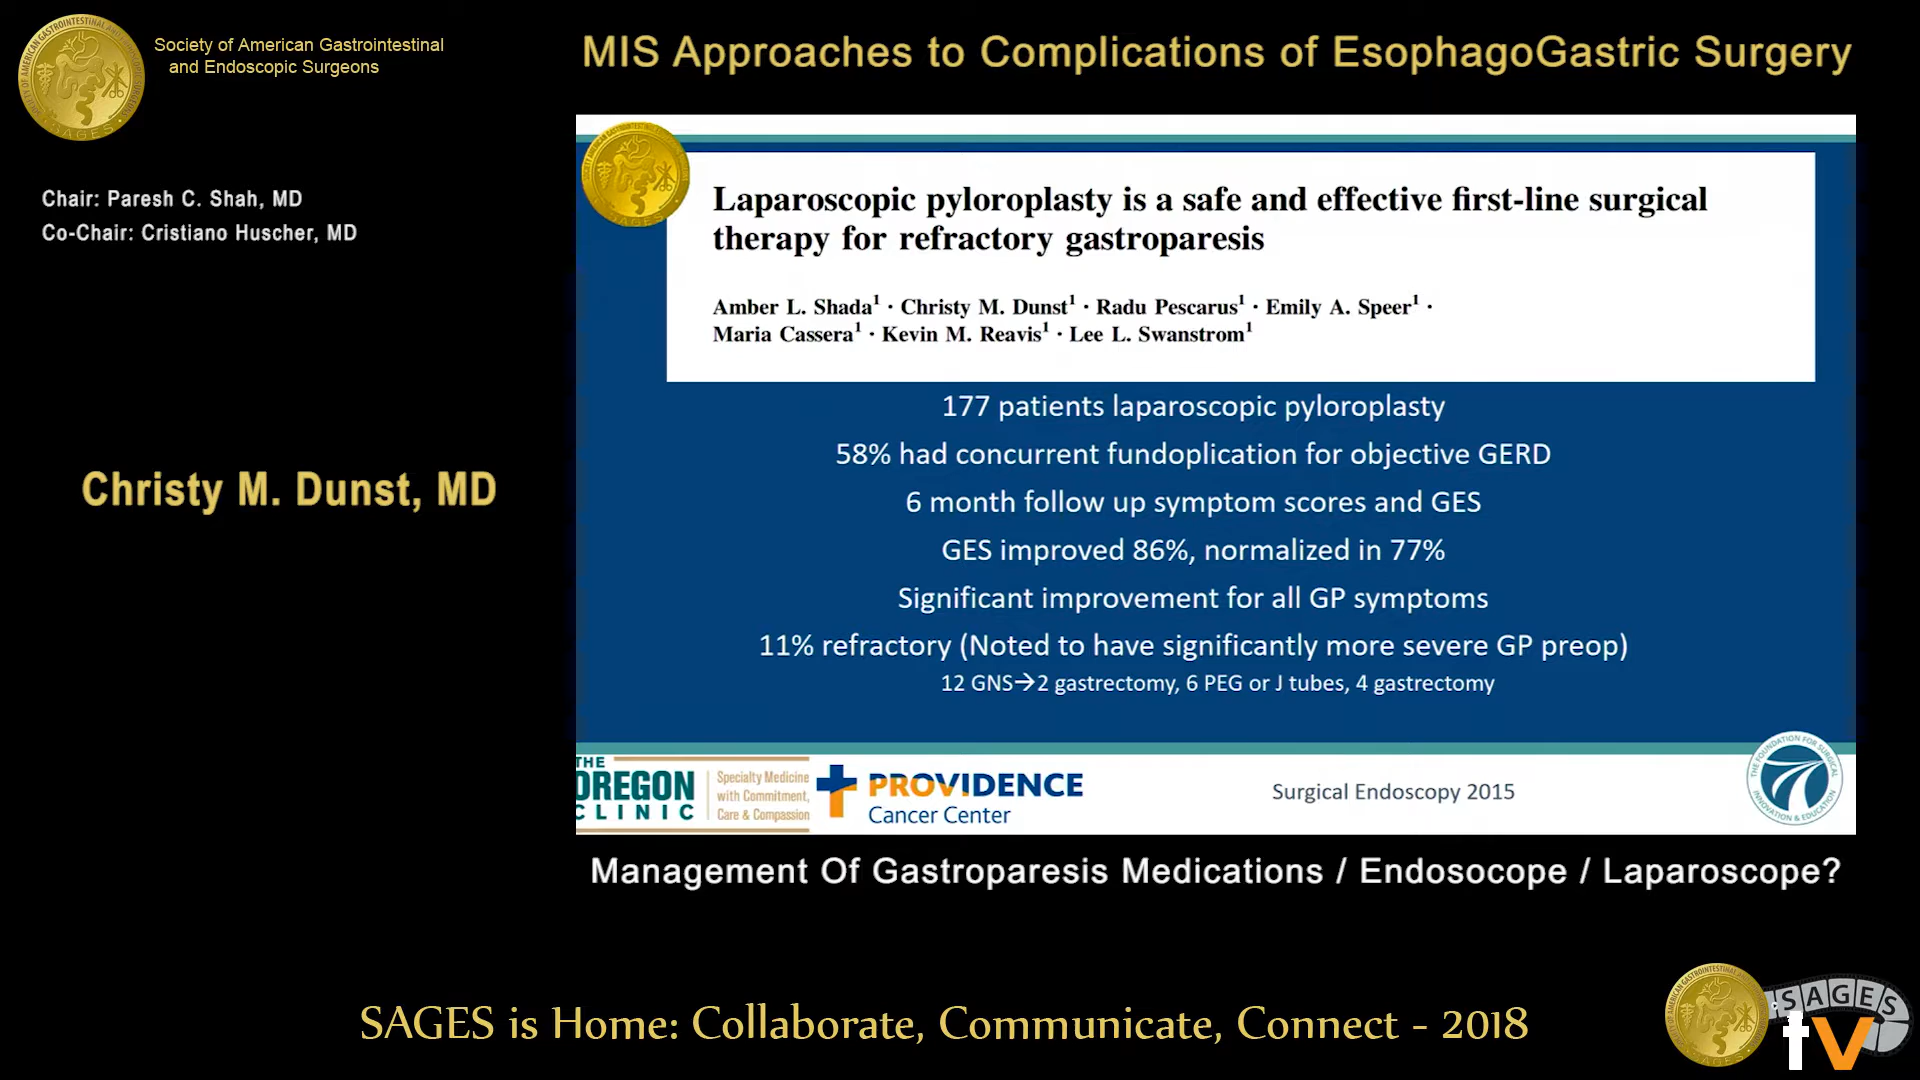 Society of American Gastrointestinal
and Endoscopic Surgeons
MIS Approaches to Complications of EsophagoGastric Surgery
Chair: Paresh C. Shah, MD
Co-Chair: Cristiano Huscher, MD
Christy M. Dunst, MD
Laparoscopic pyloroplasty is a safe and effective first-line surgical
therapy for refractory gastroparesis
Amber L. Shada¹ · Christy M. Dunst¹ · Radu Pescarus¹ · Emily A. Speer¹ ·
Maria Cassera¹ · Kevin M. Reavis¹ · Lee L. Swanstrom¹
177 patients laparoscopic pyloroplasty
58% had concurrent fundoplication for objective GERD
6 month follow up symptom scores and GES
GES improved 86%, normalized in 77%
Significant improvement for all GP symptoms
11% refractory (Noted to have significantly more severe GP preop)
12 GNS→2 gastrectomy, 6 PEG or J tubes, 4 gastrectomy
THE
OREGON
CLINIC
Specialty Medicine
with Commitment,
Care & Compassion
PROVIDENCE
Cancer Center
Surgical Endoscopy 2015
THE FOUNDATION FOR SURGICAL
INNOVATION & EDUCATION
Management Of Gastroparesis Medications / Endosocope / Laparoscope?
SAGES is Home: Collaborate, Communicate, Connect - 2018
SAGES
tv